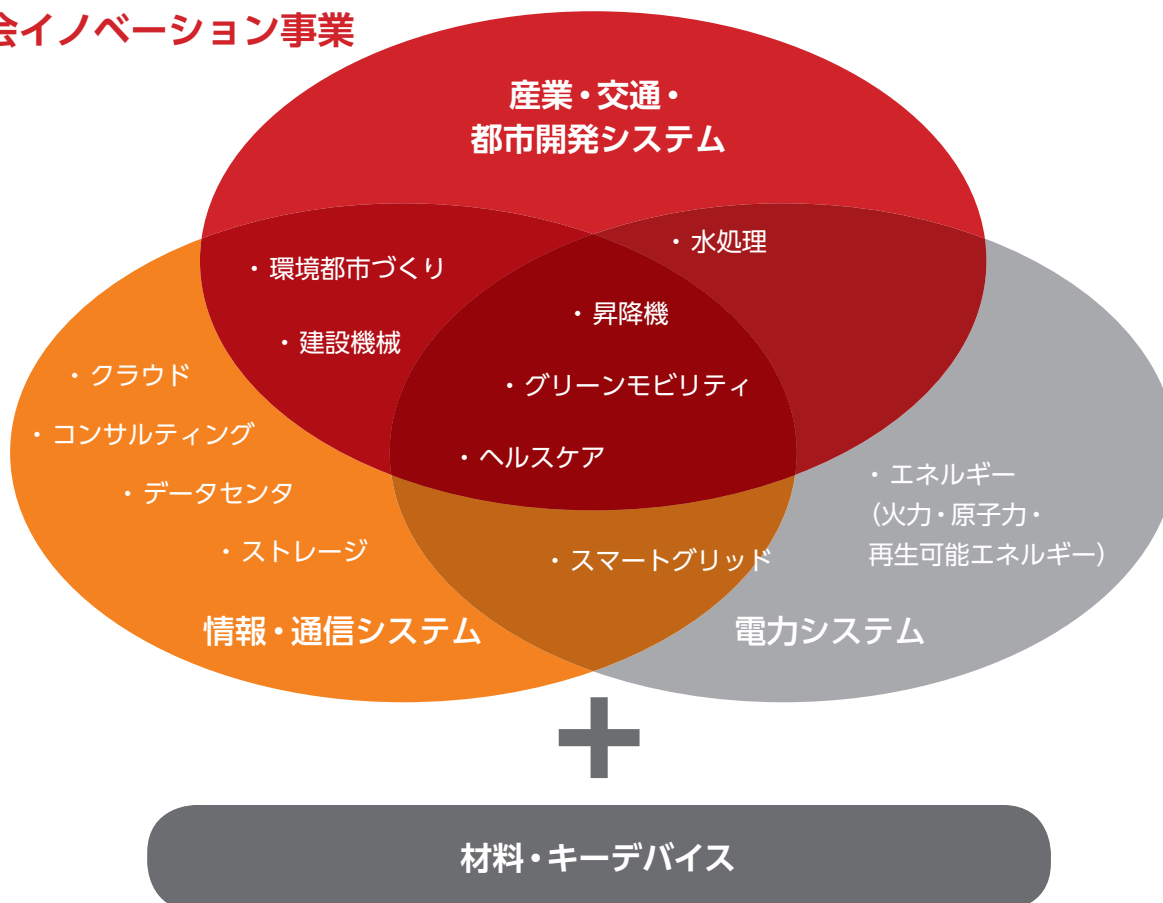 会イノベーション事業
産業・交通・
都市開発システム
・水処理
・環境都市づくり
・昇降機
・建設機械
・クラウド
・グリーンモビリティ
・コンサルティング
・ヘルスケア
・エネルギー
・データセンタ
（火力・原子力・
再生可能エネルギー）
・ストレージ
・スマートグリッド
情報・通信システム
電力システム
+
材料・キーデバイス